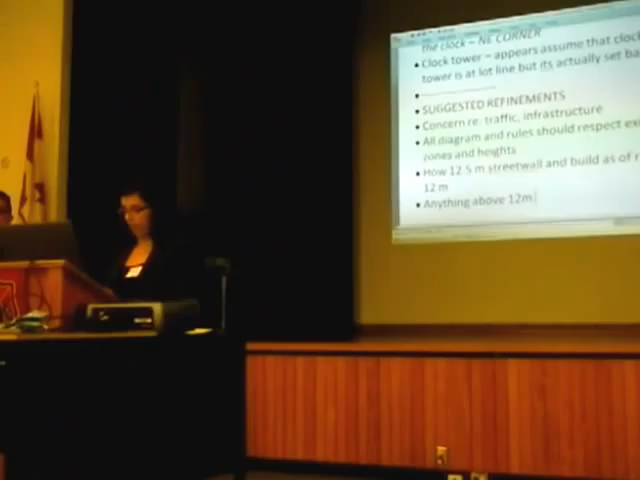 the clock – NE CORNER
• Clock tower – appears assume that clock
tower is at lot line but its actually set ba
•
• SUGGESTED REFINEMENTS
• Concern re: traffic, infrastructure
• All diagram and rules should respect exi
zones and heights
• How 12.5 m streetwall and build as of r
12 m
• Anything above 12m